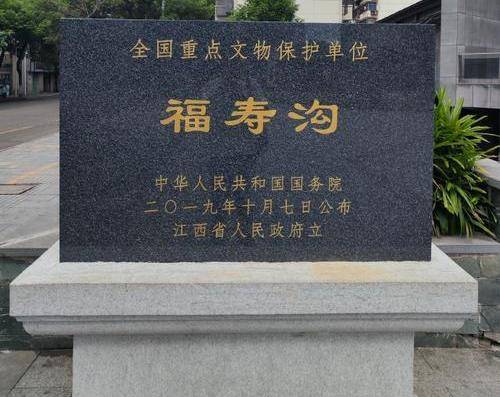 全国重点文物保护单位
福寿沟
中华人民共和国国务院
二〇一九年十月七日公布
江西省人民政府立